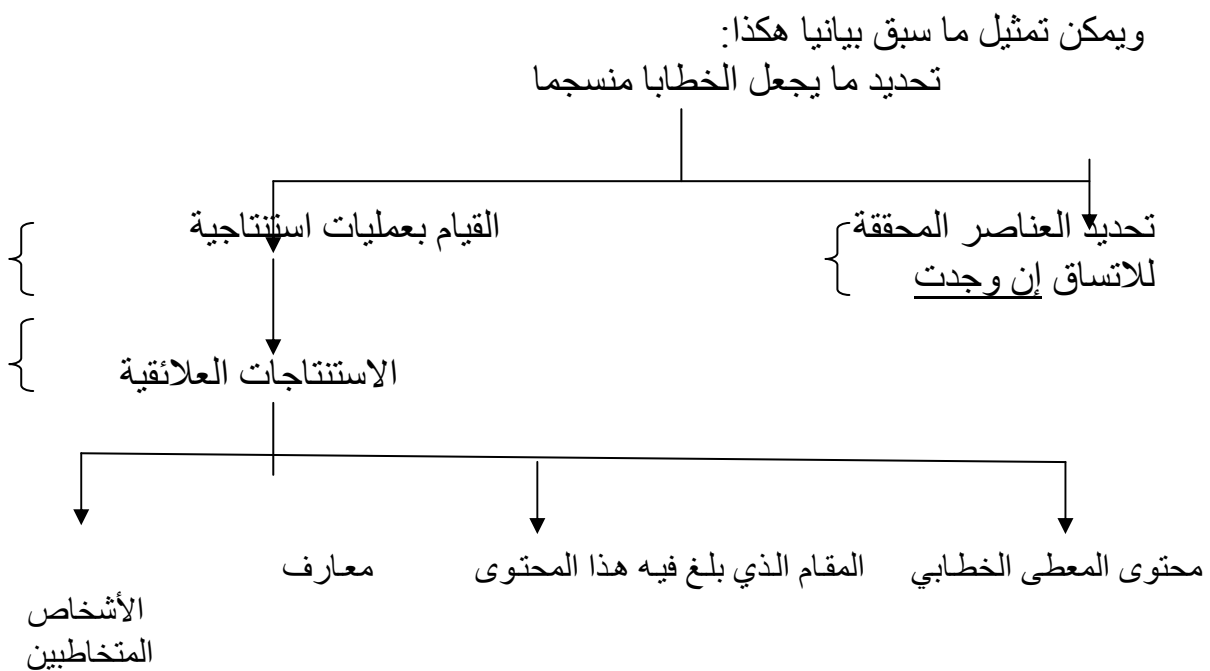 ويمكن تمثيل ما سبق بيانيا هكذا:
تحديد ما يجعل الخطابا منسجما
تحديد العناصر المحققة
للاتساق إن وجدت
القيام بعمليات استنتاجية
الاستنتاجات العلائقية
محتوى المعطى الخطابي
المقام الذي بلغ فيه هذا المحتوى
معارف
الأشخاص
المتخاطبين